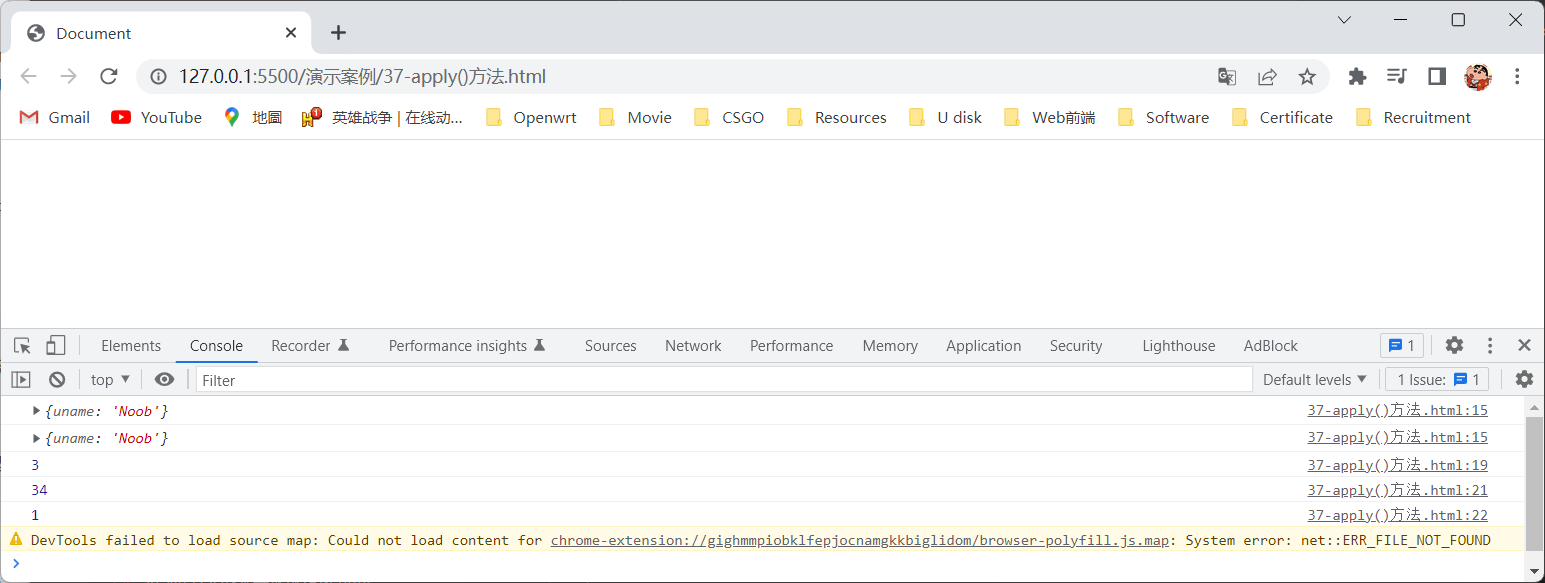 Document
127.0.0.1:5500/演示案例/37-apply()方法.html
Gmail YouTube 地圖 英雄战争 | 在线动... Openwrt Movie CSGO Resources U disk Web前端 Software Certificate Recruitment
Elements Console Recorder Performance insights Sources Network Performance Memory Application Security Lighthouse AdBlock 1
top Filter Default levels 1 Issue: 1
{uname: 'Noob'} 37-apply()方法.html:15
{uname: 'Noob'} 37-apply()方法.html:15
3 37-apply()方法.html:19
34 37-apply()方法.html:21
1 37-apply()方法.html:22
DevTools failed to load source map: Could not load content for chrome-extension://gighmmpiobklfepjocnamgkkbiglidom/browser-polyfill.js.map: System error: net::ERR_FILE_NOT_FOUND